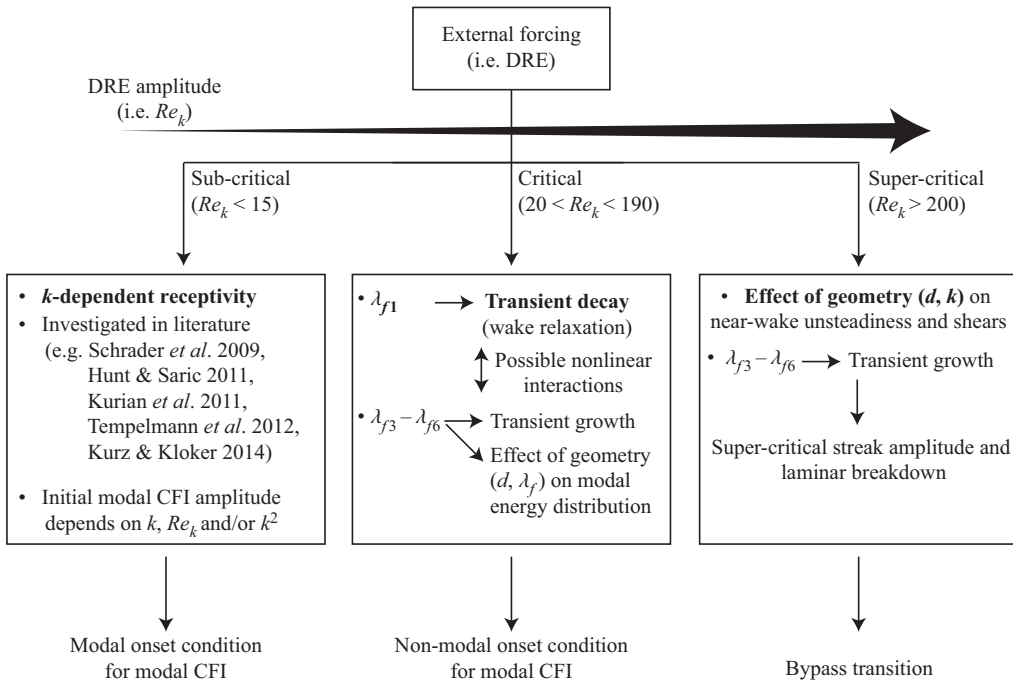 External forcing
(i.e. DRE)
DRE amplitude
(i.e. Re_k)
Sub-critical
(Re_k < 15)
Critical
(20 < Re_k < 190)
Super-critical
(Re_k > 200)
• k-dependent receptivity
• Investigated in literature
(e.g. Schrader et al. 2009,
Hunt & Saric 2011,
Kurian et al. 2011,
Tempelmann et al. 2012,
Kurz & Kloker 2014)
• Initial modal CFI amplitude
depends on k, Re_k and/or k²
• λ_f1 Transient decay
(wake relaxation)
Possible nonlinear
interactions
• λ_f3 – λ_f6 Transient growth
Effect of geometry
(d, λ_f) on modal
energy distribution
• Effect of geometry (d, k) on
near-wake unsteadiness and shears
• λ_f3 – λ_f6 Transient growth
Super-critical streak amplitude and
laminar breakdown
Modal onset condition
for modal CFI
Non-modal onset condition
for modal CFI
Bypass transition